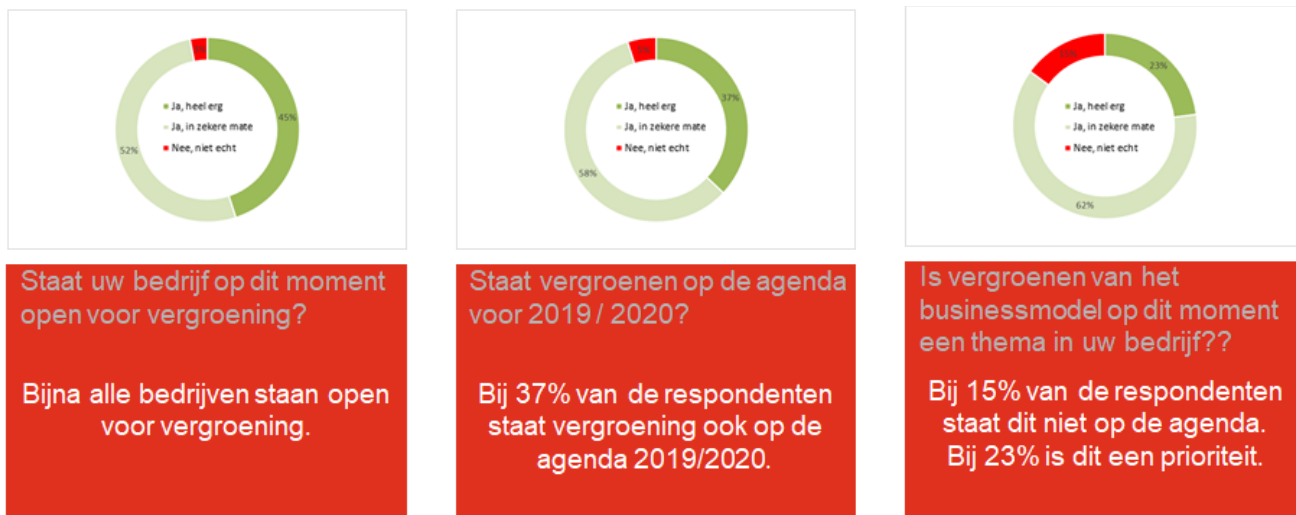 3%
45%
52%
Ja, heel erg
Ja, in zekere mate
Nee, niet echt
Staat uw bedrijf op dit moment
open voor vergroening?
Bijna alle bedrijven staan open
voor vergroening.
5%
37%
58%
Ja, heel erg
Ja, in zekere mate
Nee, niet echt
Staat vergroenen op de agenda
voor 2019 / 2020?
Bij 37% van de respondenten
staat vergroening ook op de
agenda 2019/2020.
15%
23%
62%
Ja, heel erg
Ja, in zekere mate
Nee, niet echt
Is vergroenen van het
businessmodel op dit moment
een thema in uw bedrijf??
Bij 15% van de respondenten
staat dit niet op de agenda.
Bij 23% is dit een prioriteit.